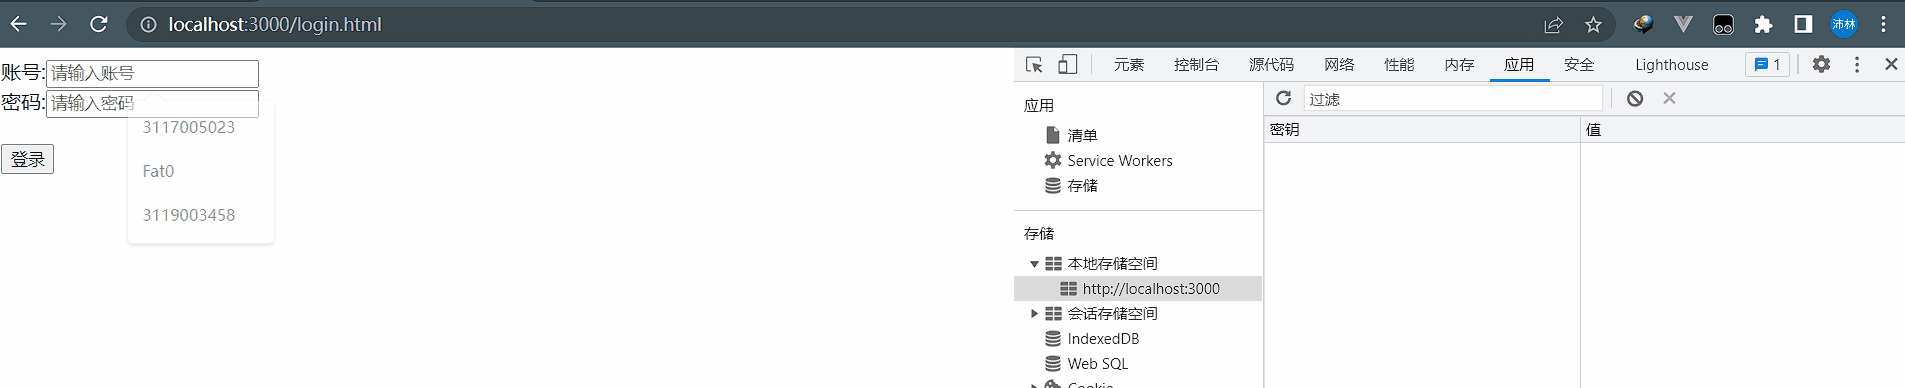 localhost:3000/login.html
沛林
账号:请输入账号
密码:请输入密码
3117005023
Fat0
3119003458
登录
元素 控制台 源代码 网络 性能 内存 应用 安全 Lighthouse 1
应用
清单
Service Workers
存储
存储
本地存储空间
http://localhost:3000
会话存储空间
IndexedDB
Web SQL
Cookie
过滤
密钥 值